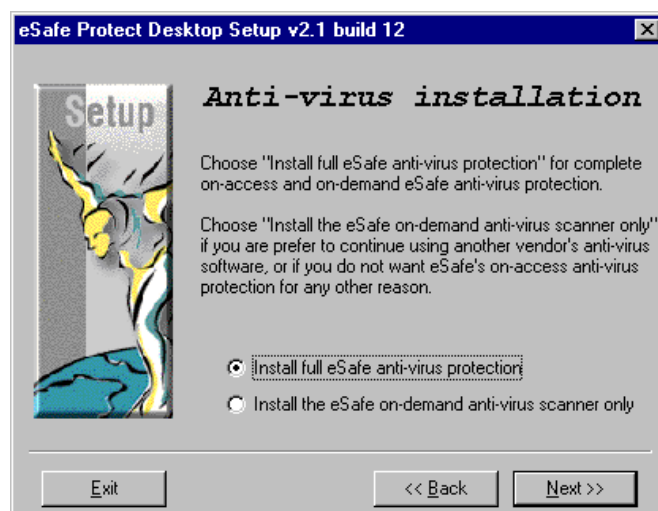 eSafe Protect Desktop Setup v2.1 build 12
Setup
Anti-virus installation
Choose "Install full eSafe anti-virus protection" for complete
on-access and on-demand eSafe anti-virus protection.
Choose "Install the eSafe on-demand anti-virus scanner only"
if you are prefer to continue using another vendor's anti-virus
software, or if you do not want eSafe's on-access anti-virus
protection for any other reason.
Install full eSafe anti-virus protection
Install the eSafe on-demand anti-virus scanner only
Exit
<< Back
Next >>